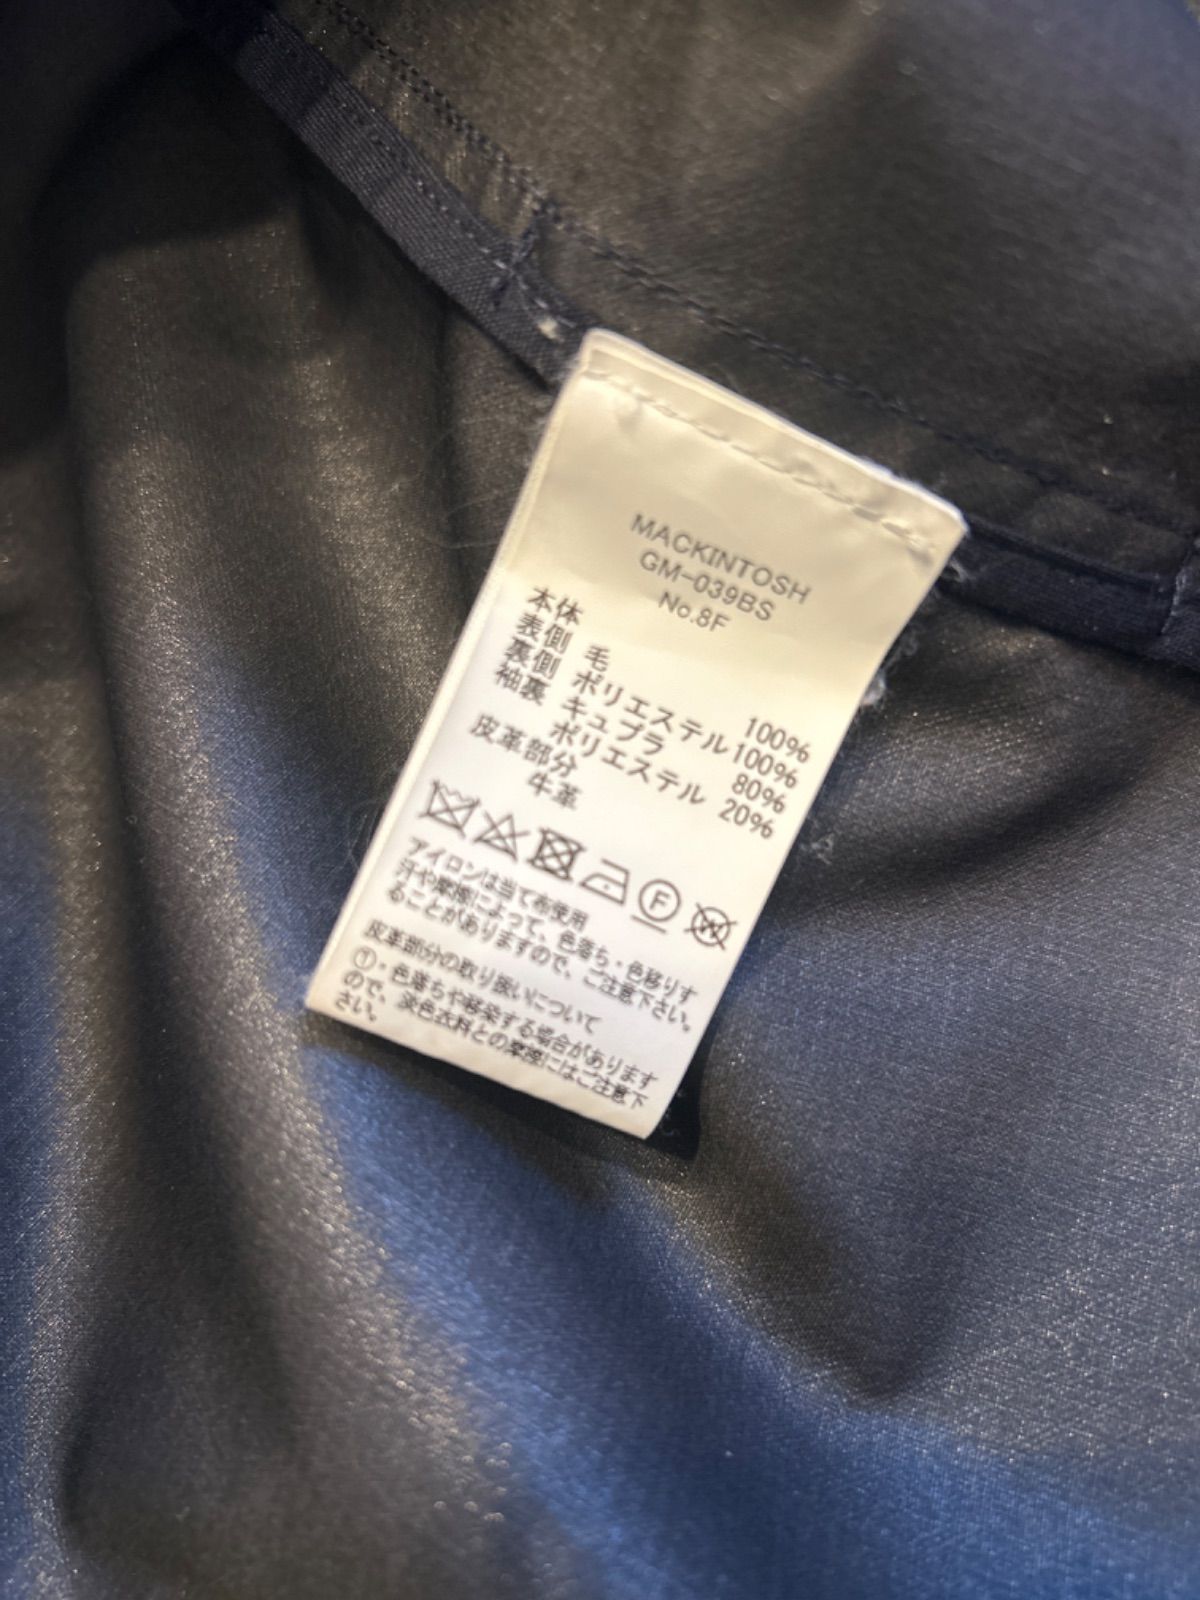 MACKINTOSH
GM-039BS
No.8F
本体
表側 毛 100%
裏側 ポリエステル 100%
袖裏 キュプラ 80%
ポリエステル 20%
皮革部分
牛革
F
W
アイロンは当て布使用
汗や摩擦によって、色落ち・色移りす
ることがありますので、ご注意下さい。
皮革部分の取り扱いについて
①・色落ちや移染する場合があります
ので、淡色衣料との摩擦にはご注意下
さい。